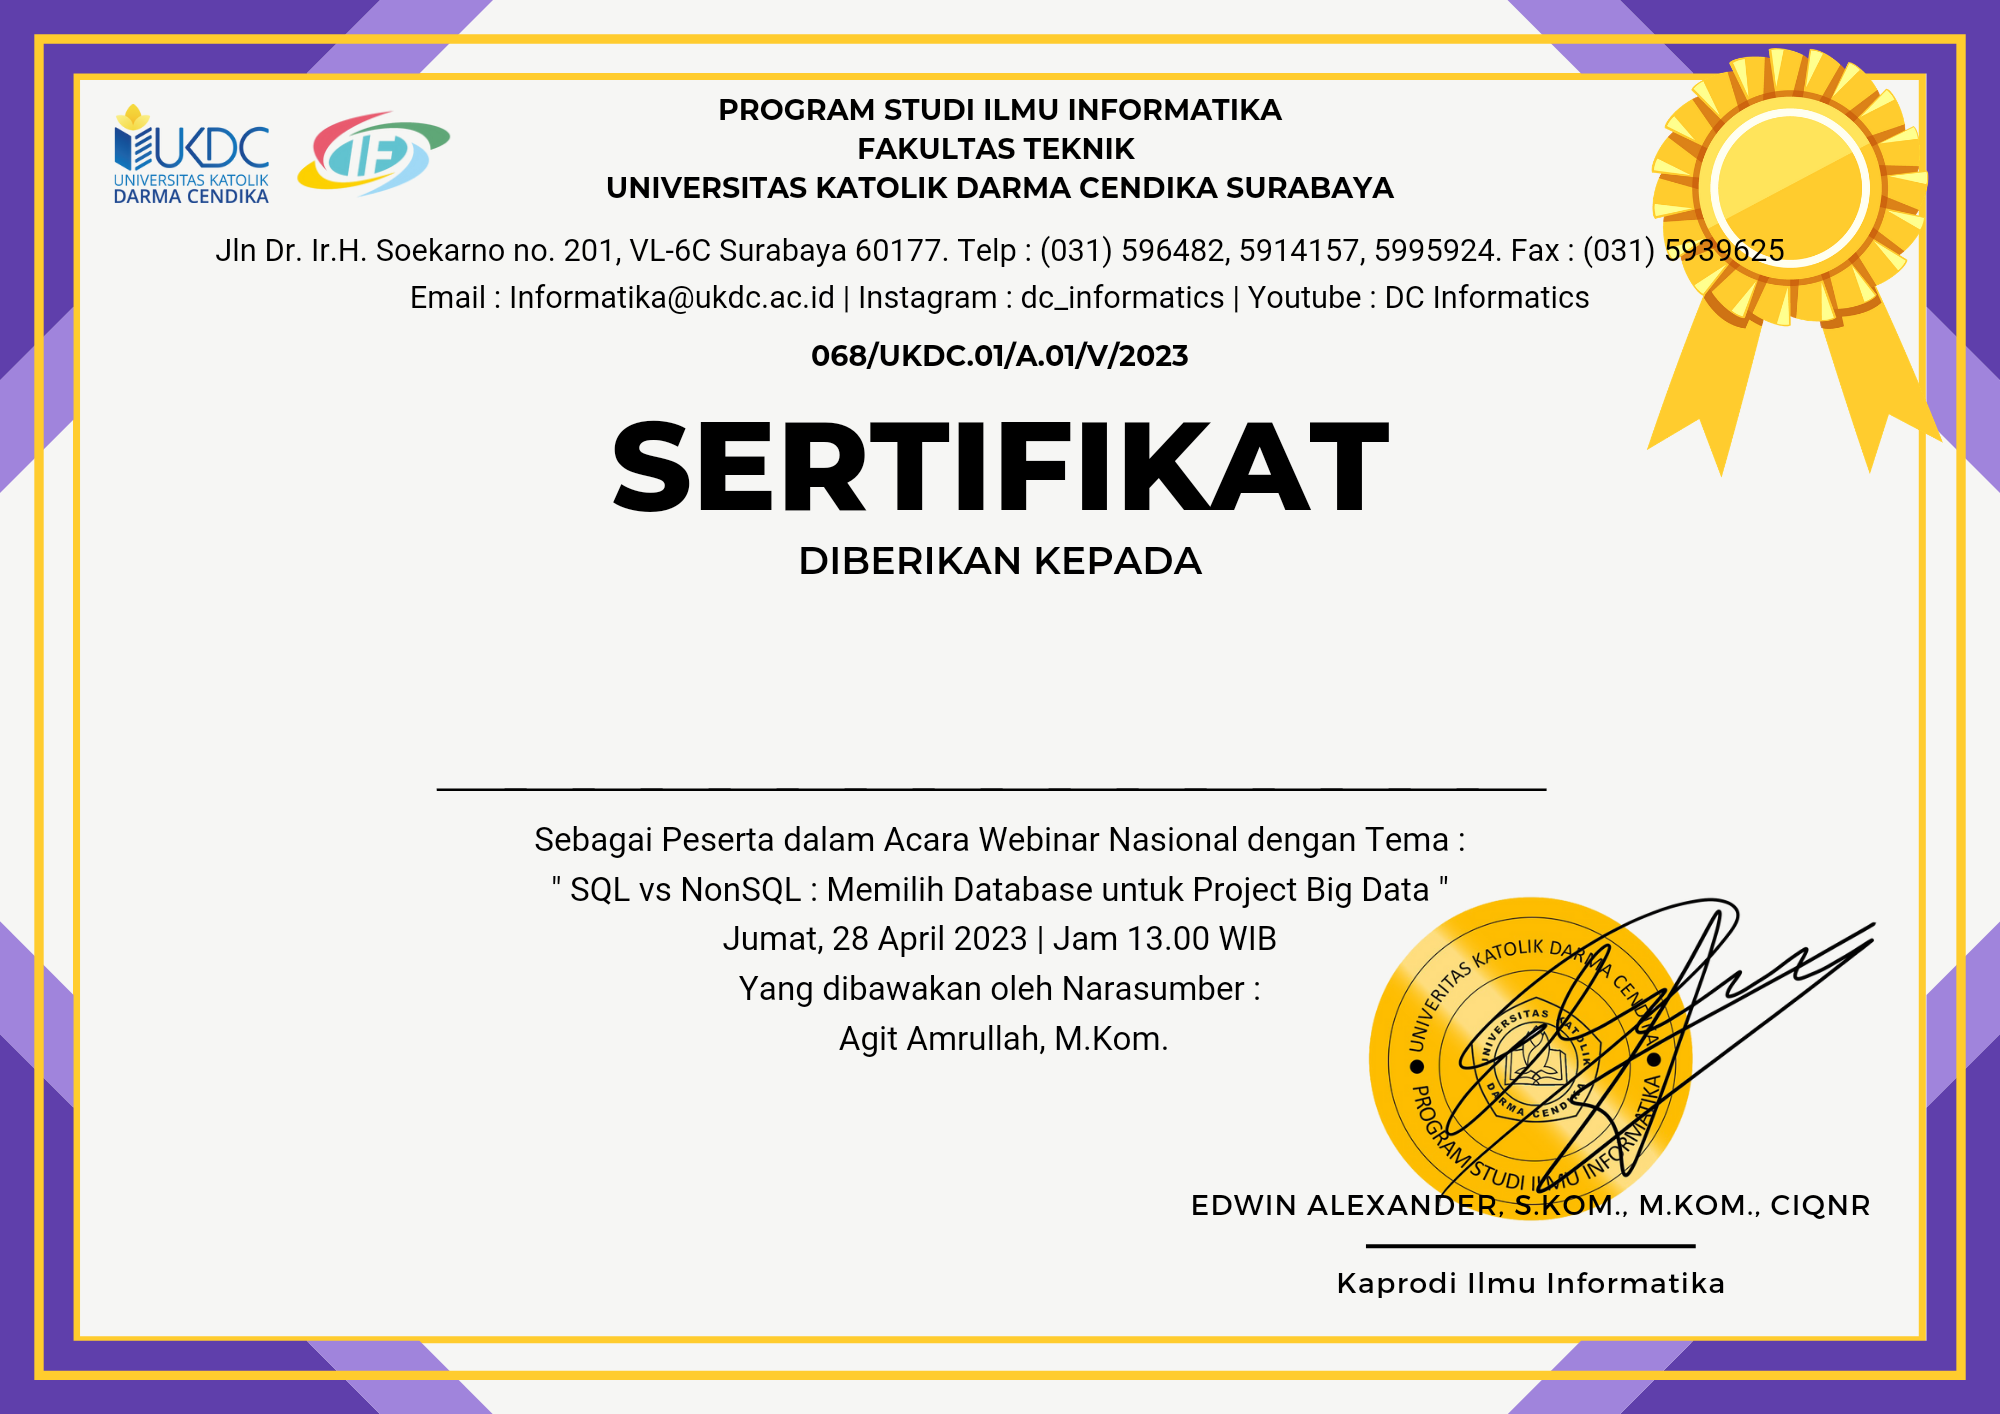 UKDC
UNIVERSITAS KATOLIK
DARMA CENDIKA
IF
PROGRAM STUDI ILMU INFORMATIKA
FAKULTAS TEKNIK
UNIVERSITAS KATOLIK DARMA CENDIKA SURABAYA
Jln Dr. Ir.H. Soekarno no. 201, VL-6C Surabaya 60177. Telp : (031) 596482, 5914157, 5995924. Fax : (031) 5939625
Email : Informatika@ukdc.ac.id | Instagram : dc_informatics | Youtube : DC Informatics
068/UKDC.01/A.01/V/2023
SERTIFIKAT
DIBERIKAN KEPADA
Sebagai Peserta dalam Acara Webinar Nasional dengan Tema :
" SQL vs NonSQL : Memilih Database untuk Project Big Data "
Jumat, 28 April 2023 | Jam 13.00 WIB
Yang dibawakan oleh Narasumber :
Agit Amrullah, M.Kom.
UNIVERITAS KATOLIK DARMA CENDIKA
PROGRAM STUDI ILMU INFORMATIKA
UNIVERSITAS KATOLIK
DARMA CENDIKA
EDWIN ALEXANDER, S.KOM., M.KOM., CIQNR
Kaprodi Ilmu Informatika